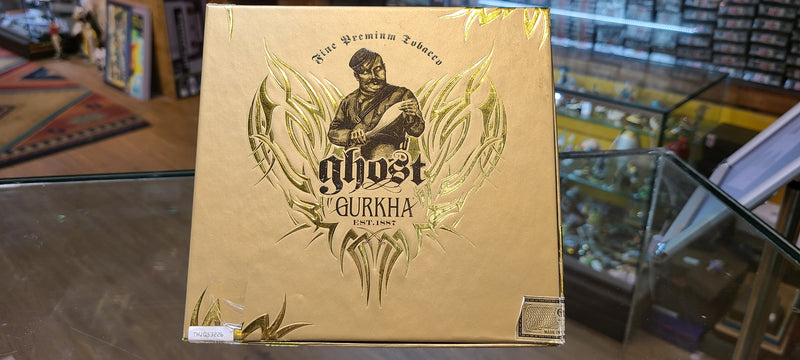 Fine Premium Tobacco
ghost
GURKHA
EST.1887